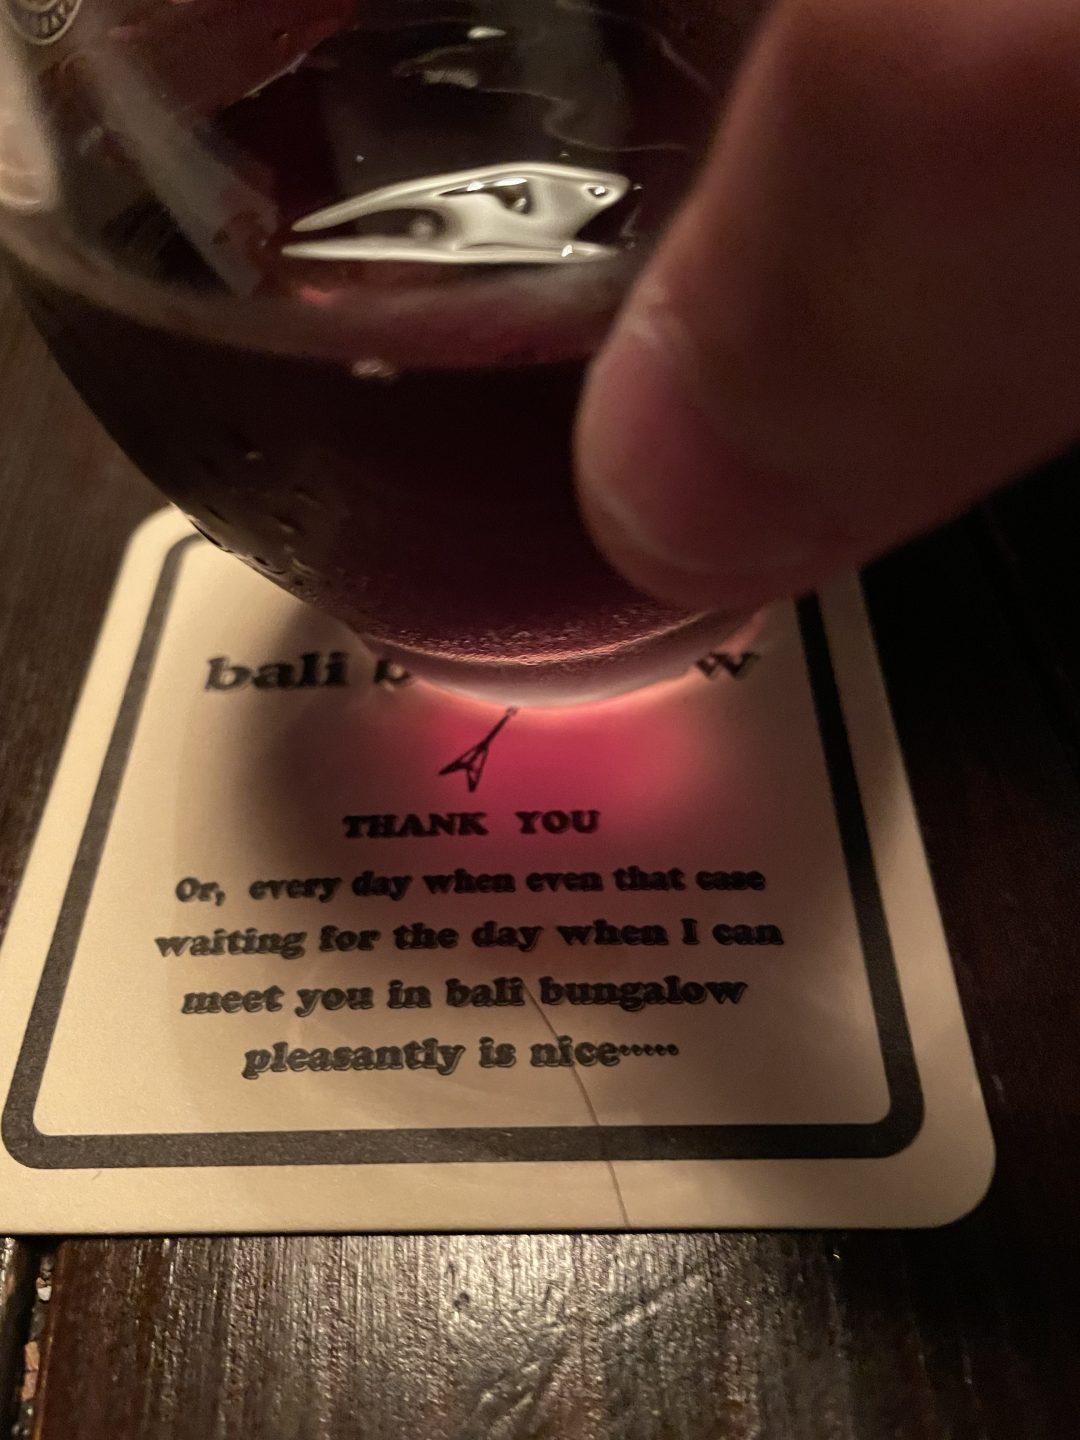 bali b w
THANK YOU
Or, every day when even that case
waiting for the day when I can
meet you in bali bungalow
pleasantly is nice·····